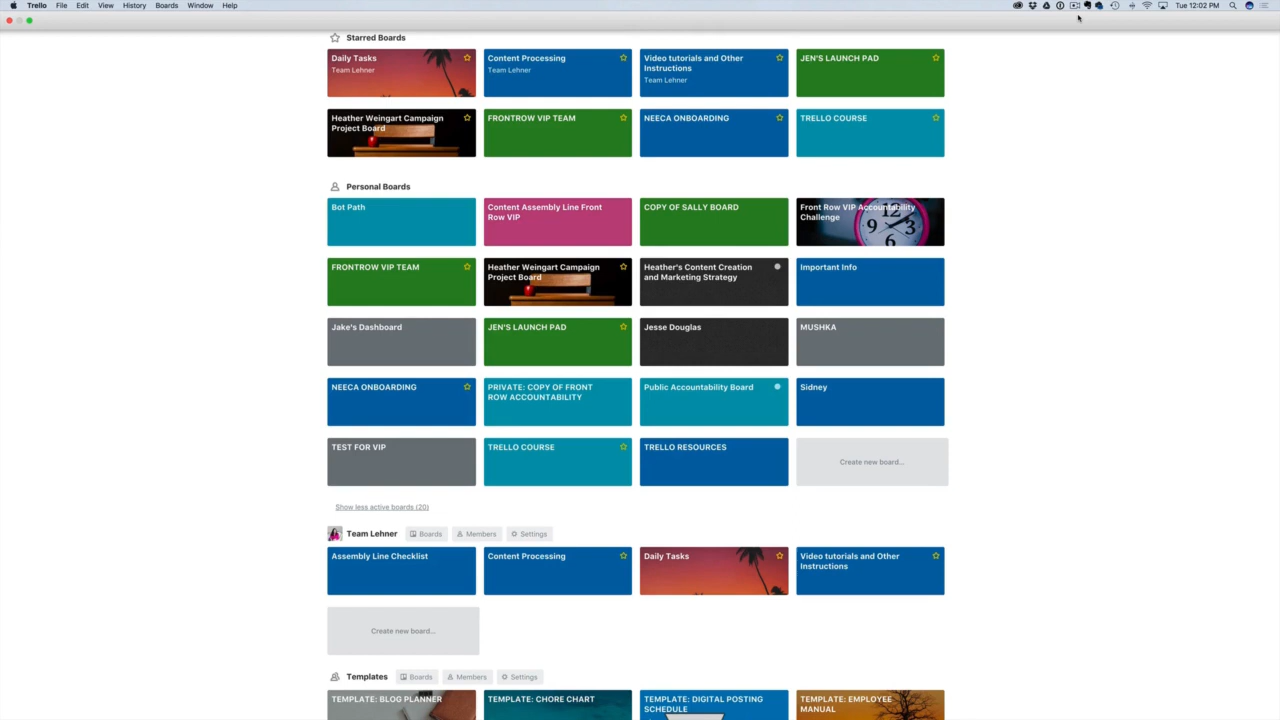 Trello File Edit View History Boards Window Help Tue 12:02 PM
Starred Boards
Daily Tasks
Team Lehner
Content Processing
Team Lehner
Video tutorials and Other
Instructions
Team Lehner
JEN'S LAUNCH PAD
Heather Weingart Campaign
Project Board
FRONTROW VIP TEAM
NEECA ONBOARDING
TRELLO COURSE
Personal Boards
Bot Path
Content Assembly Line Front
Row VIP
COPY OF SALLY BOARD
Front Row VIP Accountability
Challenge
FRONTROW VIP TEAM
Heather Weingart Campaign
Project Board
Heather's Content Creation
and Marketing Strategy
Important Info
Jake's Dashboard
JEN'S LAUNCH PAD
Jesse Douglas
MUSHKA
NEECA ONBOARDING
PRIVATE: COPY OF FRONT
ROW ACCOUNTABILITY
Public Accountability Board
Sidney
TEST FOR VIP
TRELLO COURSE
TRELLO RESOURCES
Create new board...
Show less active boards (20)
Team Lehner Boards Members Settings
Assembly Line Checklist
Content Processing
Daily Tasks
Video tutorials and Other
Instructions
Create new board...
Templates Boards Members Settings
TEMPLATE: BLOG PLANNER
TEMPLATE: CHORE CHART
TEMPLATE: DIGITAL POSTING
SCHEDULE
TEMPLATE: EMPLOYEE
MANUAL